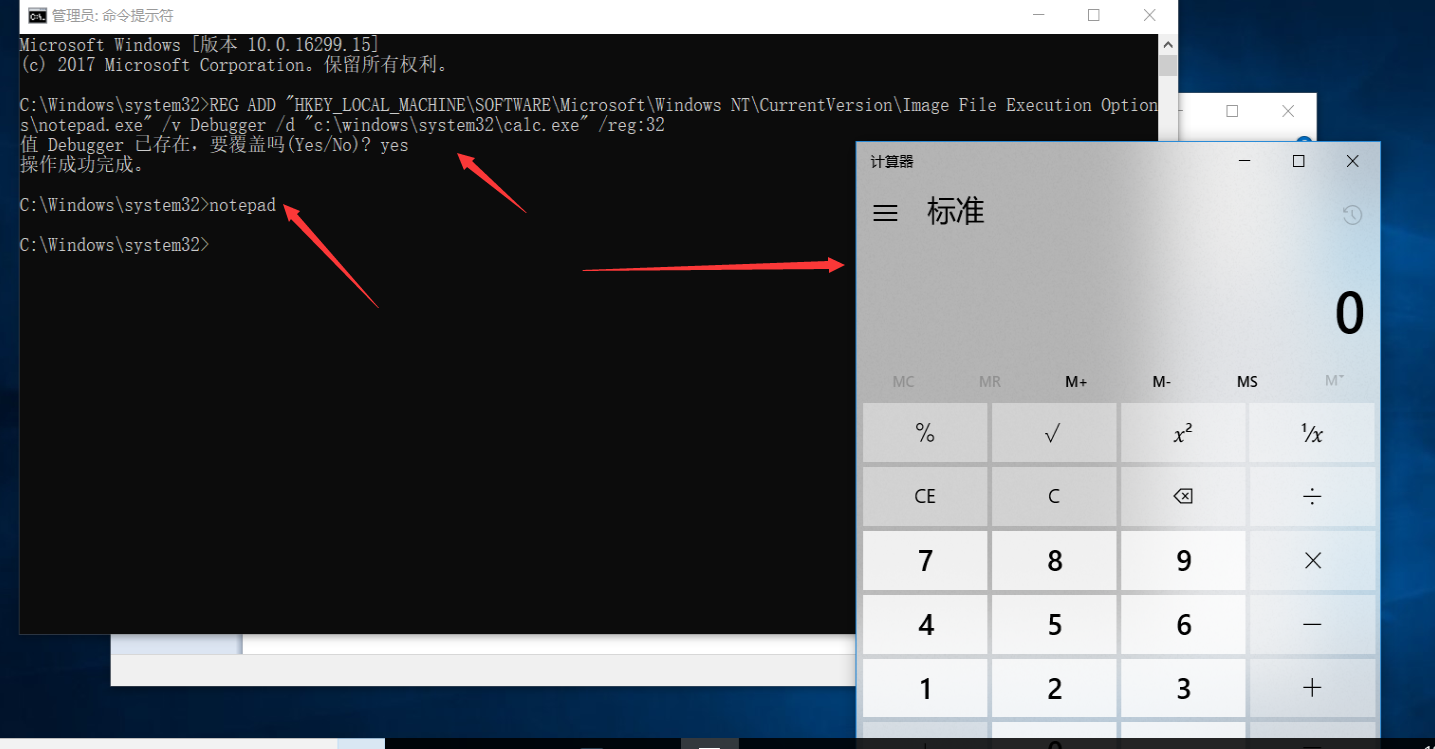 管理员: 命令提示符
Microsoft Windows [版本 10.0.16299.15]
(c) 2017 Microsoft Corporation。保留所有权利。
C:\Windows\system32>REG ADD "HKEY_LOCAL_MACHINE\SOFTWARE\Microsoft\Windows NT\CurrentVersion\Image File Execution Option
s\notepad.exe" /v Debugger /d "c:\windows\system32\calc.exe" /reg:32
值 Debugger 已存在，要覆盖吗(Yes/No)? yes
操作成功完成。
C:\Windows\system32>notepad
C:\Windows\system32>
计算器
标准
0
MC MR M+ M- MS M˅
% √ x² ¹/x
CE C ÷
7 8 9 ×
4 5 6 −
1 2 3 +